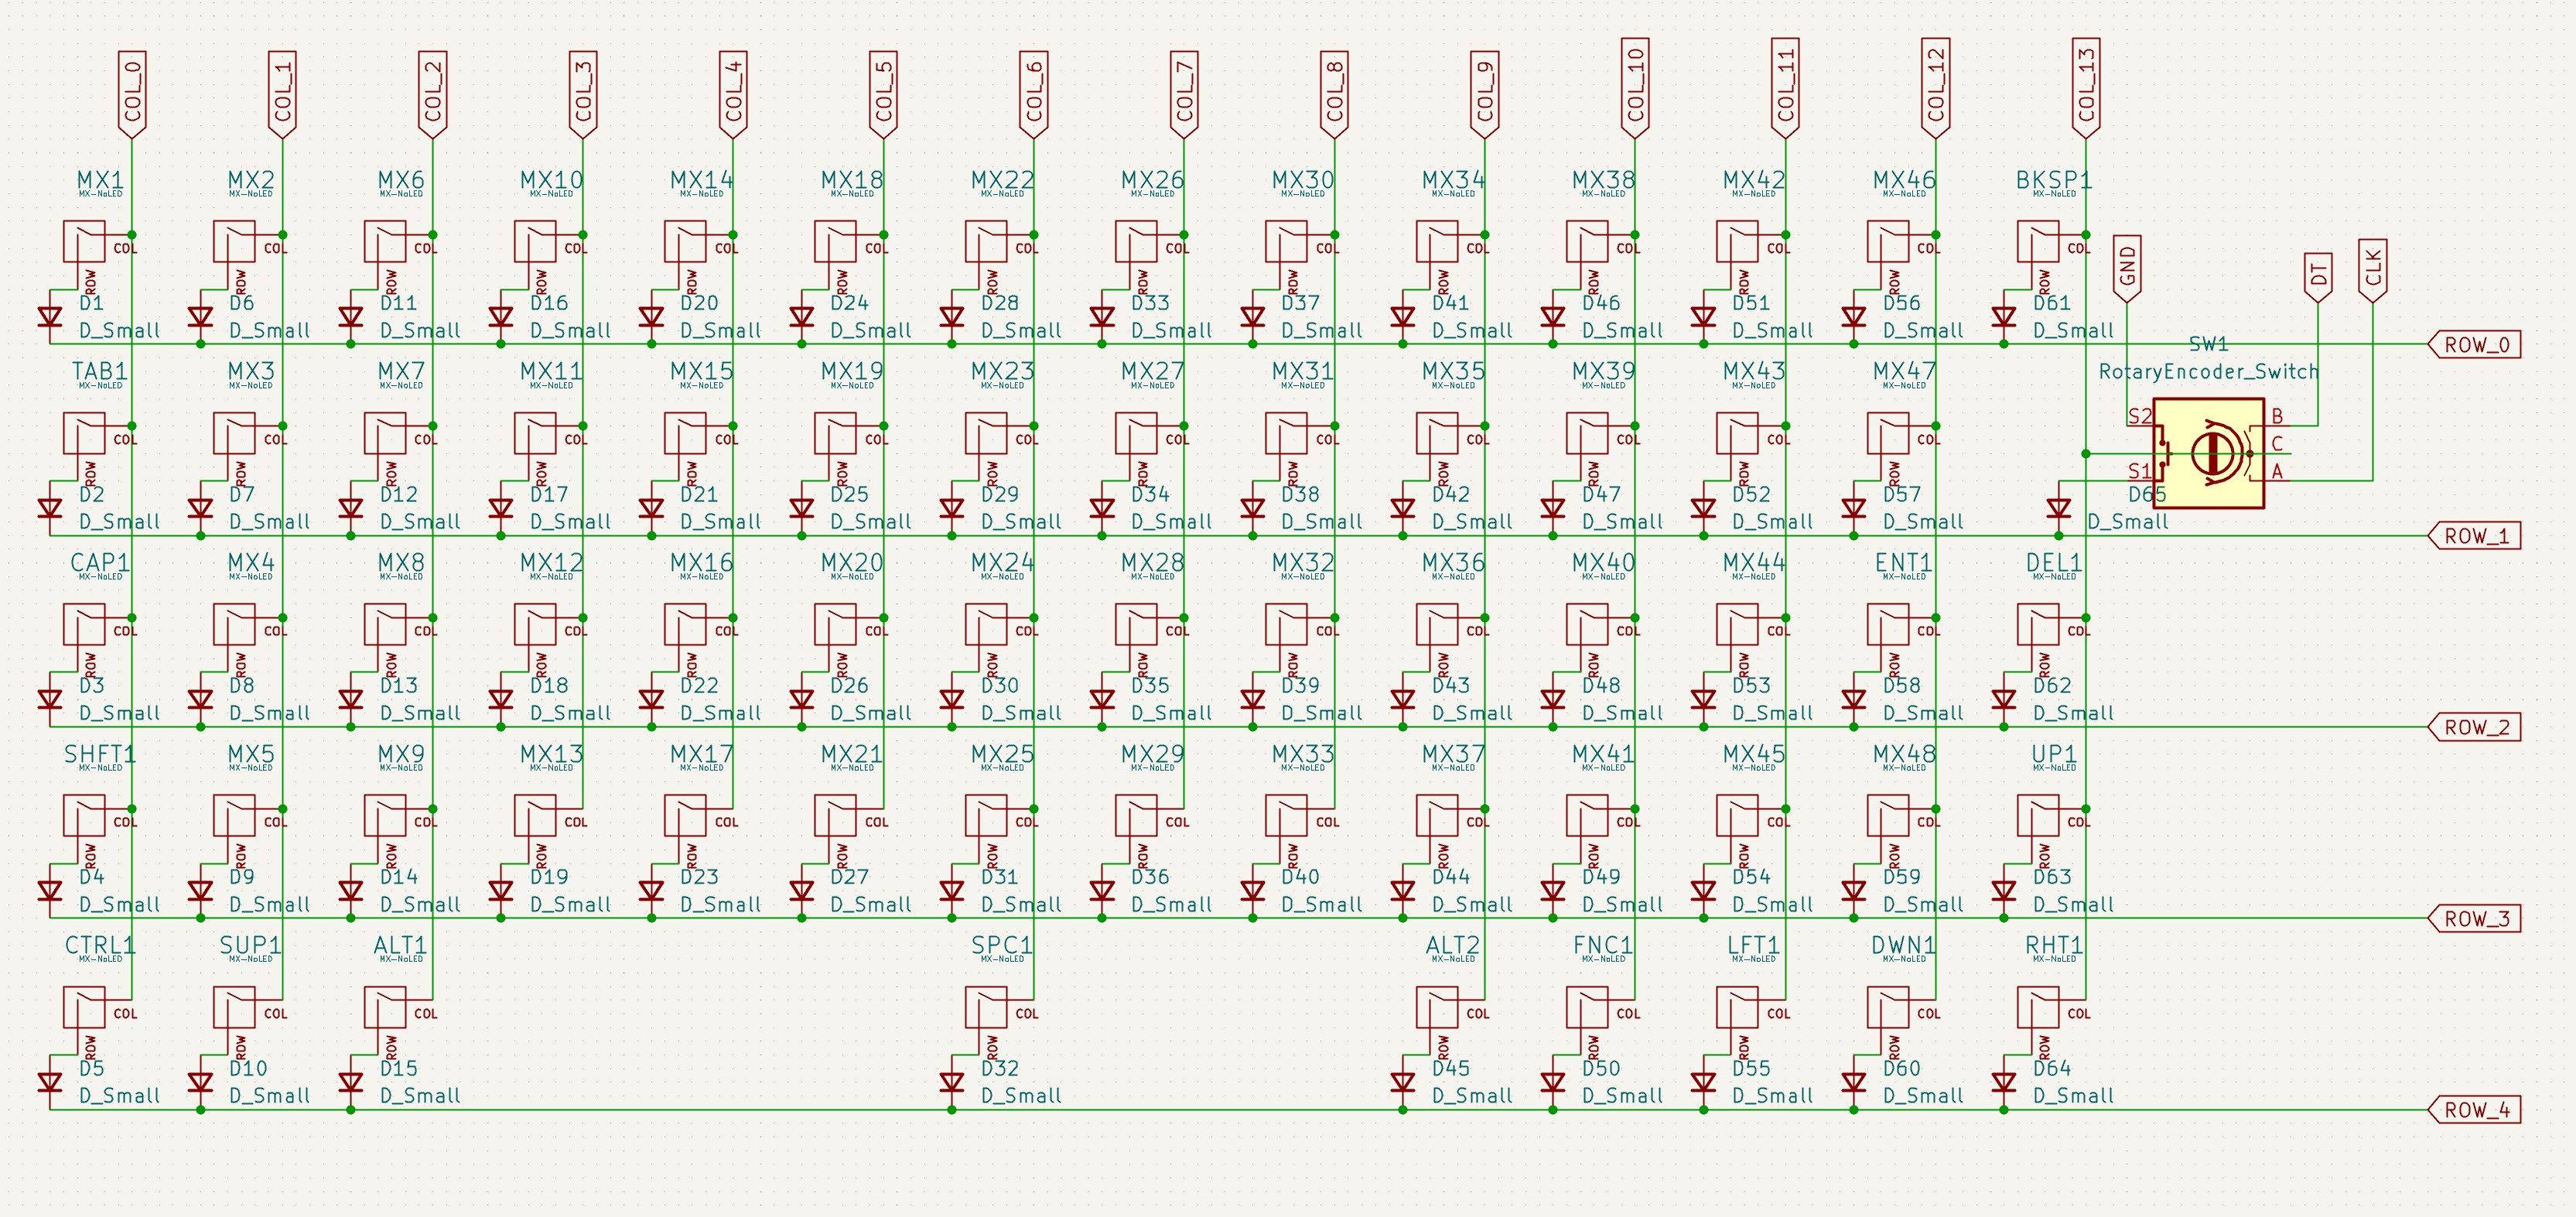 COL_0 COL_1 COL_2 COL_3 COL_4 COL_5 COL_6 COL_7 COL_8 COL_9 COL_10 COL_11 COL_12 COL_13
MX1 MX2 MX6 MX10 MX14 MX18 MX22 MX26 MX30 MX34 MX38 MX42 MX46 BKSP1
MX-NoLED MX-NoLED MX-NoLED MX-NoLED MX-NoLED MX-NoLED MX-NoLED MX-NoLED MX-NoLED MX-NoLED MX-NoLED MX-NoLED MX-NoLED MX-NoLED
COL COL COL COL COL COL COL COL COL COL COL COL COL COL
GND DT CLK
ROW ROW ROW ROW ROW ROW ROW ROW ROW ROW ROW ROW ROW ROW
D1 D6 D11 D16 D20 D24 D28 D33 D37 D41 D46 D51 D56 D61
D_Small D_Small D_Small D_Small D_Small D_Small D_Small D_Small D_Small D_Small D_Small D_Small D_Small D_Small
SW1 ROW_0
TAB1 MX3 MX7 MX11 MX15 MX19 MX23 MX27 MX31 MX35 MX39 MX43 MX47 RotaryEncoder_Switch
MX-NoLED MX-NoLED MX-NoLED MX-NoLED MX-NoLED MX-NoLED MX-NoLED MX-NoLED MX-NoLED MX-NoLED MX-NoLED MX-NoLED MX-NoLED
S2 B
COL COL COL COL COL COL COL COL COL COL COL COL COL C
ROW ROW ROW ROW ROW ROW ROW ROW ROW ROW ROW ROW ROW S1 A
D2 D7 D12 D17 D21 D25 D29 D34 D38 D42 D47 D52 D57 D65
D_Small D_Small D_Small D_Small D_Small D_Small D_Small D_Small D_Small D_Small D_Small D_Small D_Small D_Small
ROW_1
CAP1 MX4 MX8 MX12 MX16 MX20 MX24 MX28 MX32 MX36 MX40 MX44 ENT1 DEL1
MX-NoLED MX-NoLED MX-NoLED MX-NoLED MX-NoLED MX-NoLED MX-NoLED MX-NoLED MX-NoLED MX-NoLED MX-NoLED MX-NoLED MX-NoLED MX-NoLED
COL COL COL COL COL COL COL COL COL COL COL COL COL COL
ROW ROW ROW ROW ROW ROW ROW ROW ROW ROW ROW ROW ROW ROW
D3 D8 D13 D18 D22 D26 D30 D35 D39 D43 D48 D53 D58 D62
D_Small D_Small D_Small D_Small D_Small D_Small D_Small D_Small D_Small D_Small D_Small D_Small D_Small D_Small
ROW_2
SHFT1 MX5 MX9 MX13 MX17 MX21 MX25 MX29 MX33 MX37 MX41 MX45 MX48 UP1
MX-NoLED MX-NoLED MX-NoLED MX-NoLED MX-NoLED MX-NoLED MX-NoLED MX-NoLED MX-NoLED MX-NoLED MX-NoLED MX-NoLED MX-NoLED MX-NoLED
COL COL COL COL COL COL COL COL COL COL COL COL COL COL
ROW ROW ROW ROW ROW ROW ROW ROW ROW ROW ROW ROW ROW ROW
D4 D9 D14 D19 D23 D27 D31 D36 D40 D44 D49 D54 D59 D63
D_Small D_Small D_Small D_Small D_Small D_Small D_Small D_Small D_Small D_Small D_Small D_Small D_Small D_Small
ROW_3
CTRL1 SUP1 ALT1 SPC1 ALT2 FNC1 LFT1 DWN1 RHT1
MX-NoLED MX-NoLED MX-NoLED MX-NoLED MX-NoLED MX-NoLED MX-NoLED MX-NoLED MX-NoLED
COL COL COL COL COL COL COL COL COL
ROW ROW ROW ROW ROW ROW ROW ROW ROW
D5 D10 D15 D32 D45 D50 D55 D60 D64
D_Small D_Small D_Small D_Small D_Small D_Small D_Small D_Small D_Small
ROW_4